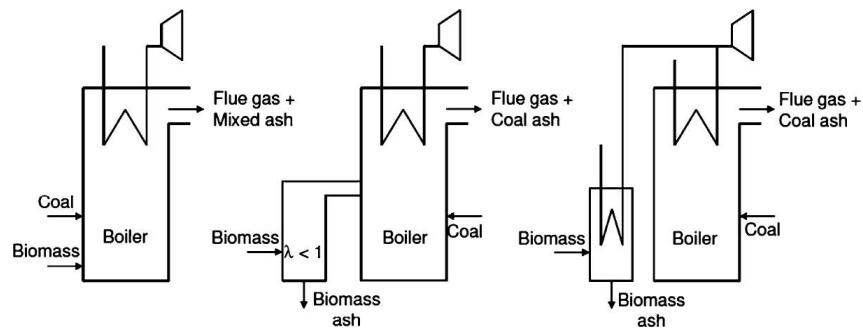 Flue gas +
Mixed ash
Coal
Biomass
Boiler
Flue gas +
Coal ash
Biomass
λ < 1
Boiler
Coal
Biomass
ash
Flue gas +
Coal ash
Biomass
Boiler
Coal
Biomass
ash